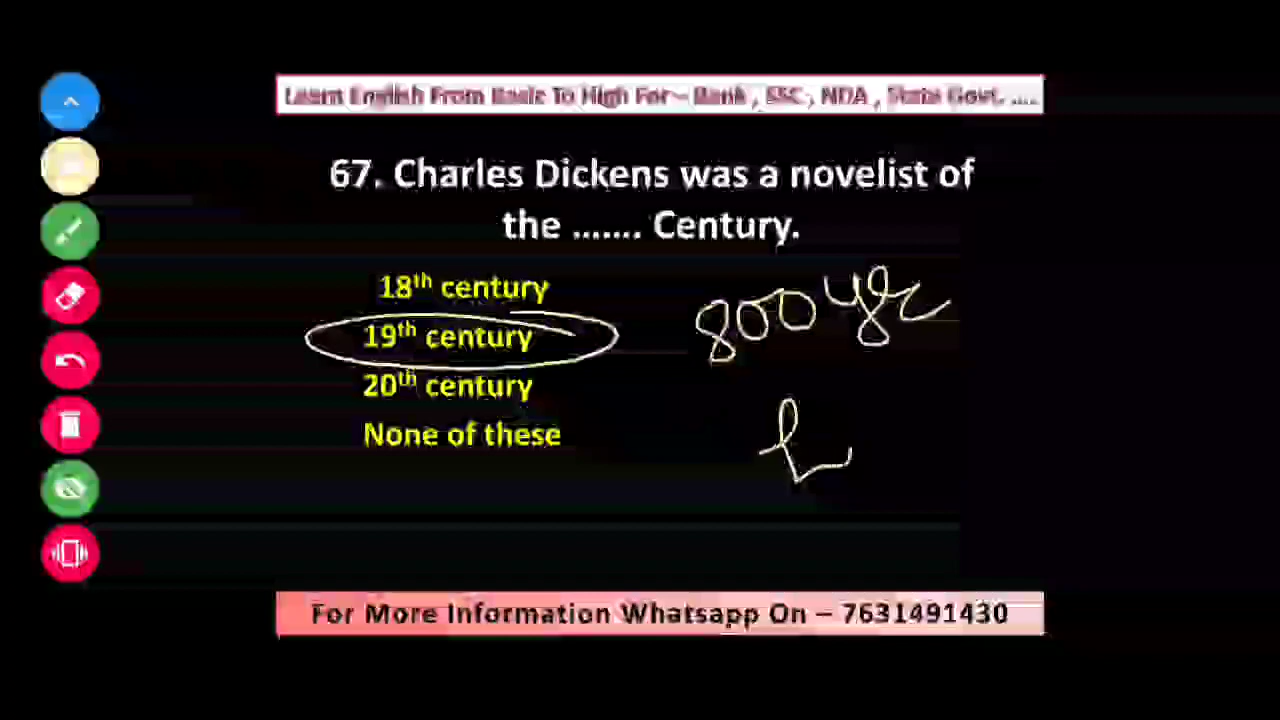 Learn English From Basic To High For – Bank , SSC , NDA , State Govt. ....
67. Charles Dickens was a novelist of
the ....... Century.
18th century
19th century
20th century
None of these
For More Information Whatsapp On – 7631491430